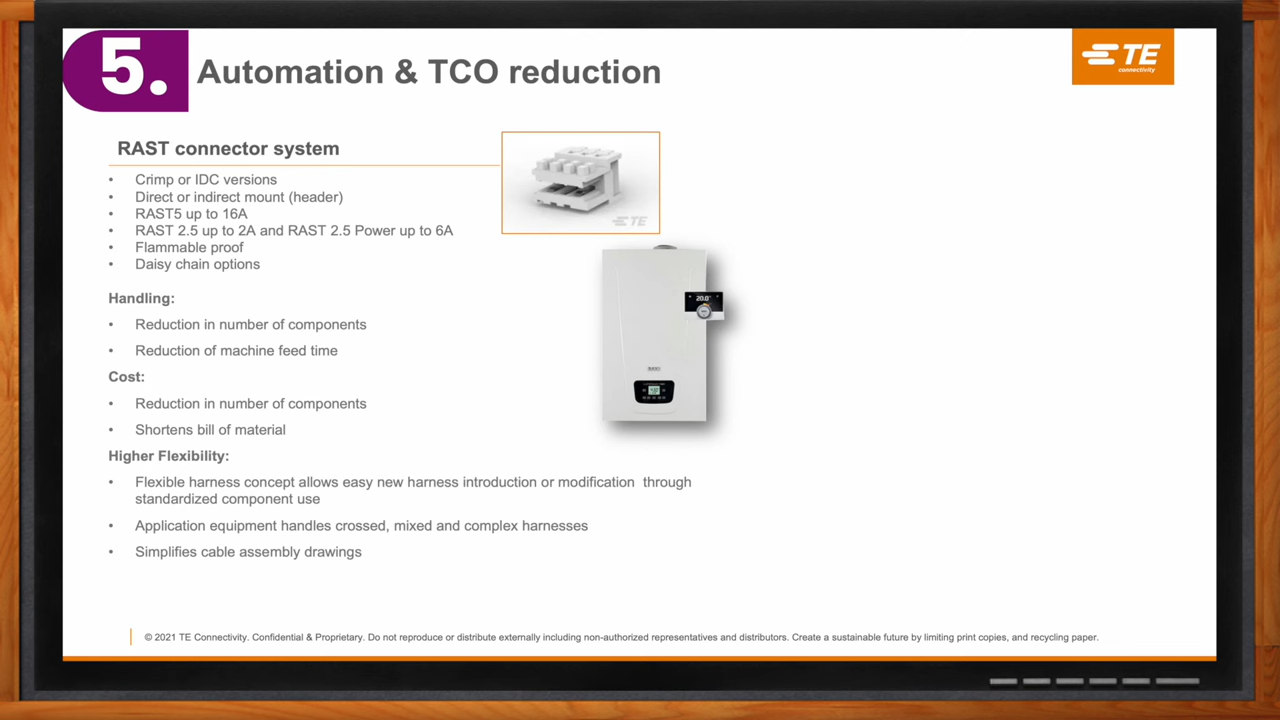 5.
Automation & TCO reduction
TE
connectivity
RAST connector system
• Crimp or IDC versions
• Direct or indirect mount (header)
• RAST5 up to 16A
• RAST 2.5 up to 2A and RAST 2.5 Power up to 6A
• Flammable proof
• Daisy chain options
TE
20.0°
BAXI
Handling:
• Reduction in number of components
• Reduction of machine feed time
Cost:
• Reduction in number of components
• Shortens bill of material
Higher Flexibility:
• Flexible harness concept allows easy new harness introduction or modification through
standardized component use
• Application equipment handles crossed, mixed and complex harnesses
• Simplifies cable assembly drawings
© 2021 TE Connectivity. Confidential & Proprietary. Do not reproduce or distribute externally including non-authorized representatives and distributors. Create a sustainable future by limiting print copies, and recycling paper.